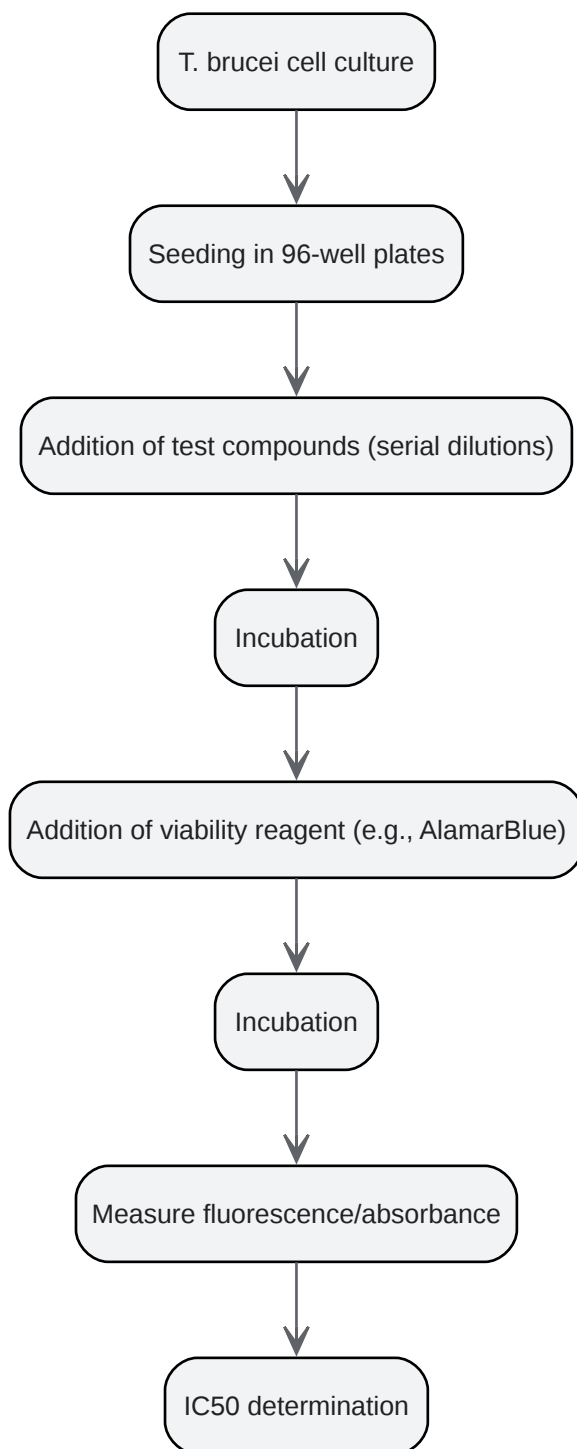 T. brucei cell culture
Seeding in 96-well plates
Addition of test compounds (serial dilutions)
Incubation
Addition of viability reagent (e.g., AlamarBlue)
Incubation
Measure fluorescence/absorbance
IC50 determination